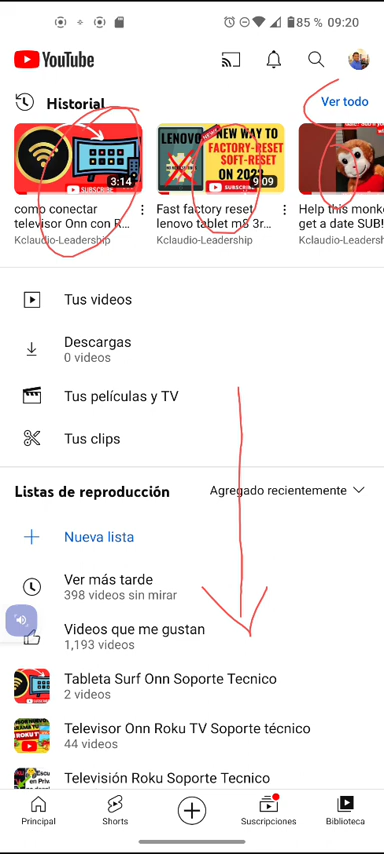 85 % 09:20
YouTube
Historial
Ver todo
3:14
SUBSCRIBE
como conectar
televisor Onn con R...
Kclaudio-Leadership
LENOVO
NEW WAY TO
FACTORY-RESET
SOFT-RESET
ON 202
SUBSCRIBE
9:09
Fast factory reset
lenovo tablet m8 3r...
Kclaudio-Leadership
Help this monke
get a date SUB!
Kclaudio-Leadership
Tus videos
Descargas
0 videos
Tus películas y TV
Tus clips
Listas de reproducción
Agregado recientemente
Nueva lista
Ver más tarde
398 videos sin mirar
Videos que me gustan
1,193 videos
Tableta Surf Onn Soporte Tecnico
2 videos
Televisor Onn Roku TV Soporte técnico
44 videos
Televisión Roku Soporte Tecnico
Principal
Shorts
Suscripciones
Biblioteca